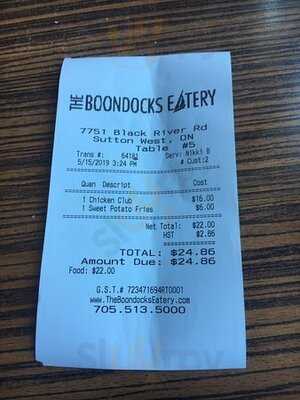 THE BOONDOCKS EATERY
7751 Black River Rd
Sutton West, ON
Table #5
Trans #: 64181 Serv: Nikki B
5/15/2019 3:24 PM # Cust:2
Quan Descript Cost
1 Chicken Club $16.00
1 Sweet Potato Fries $6.00
Net Total: $22.00
HST $2.86
TOTAL: $24.86
Amount Due: $24.86
Food: $22.00
G.S.T.# 723471694RT0001
www.TheBoondocksEatery.com
705.513.5000